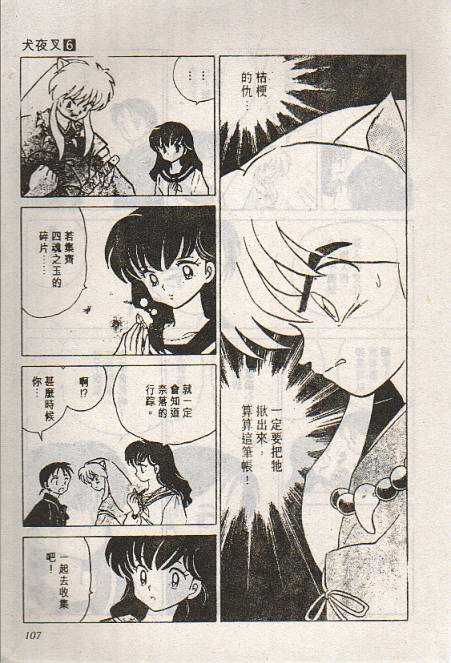 犬夜叉6
桔梗
的仇…
一定要把牠
揪出來，
算算這筆帳！
……
若集齊
四魂之玉的
碎片……
就一定
會知道
奈落的
行踪。
啊!?
甚麼時候
你…
一起去收集
吧！
107